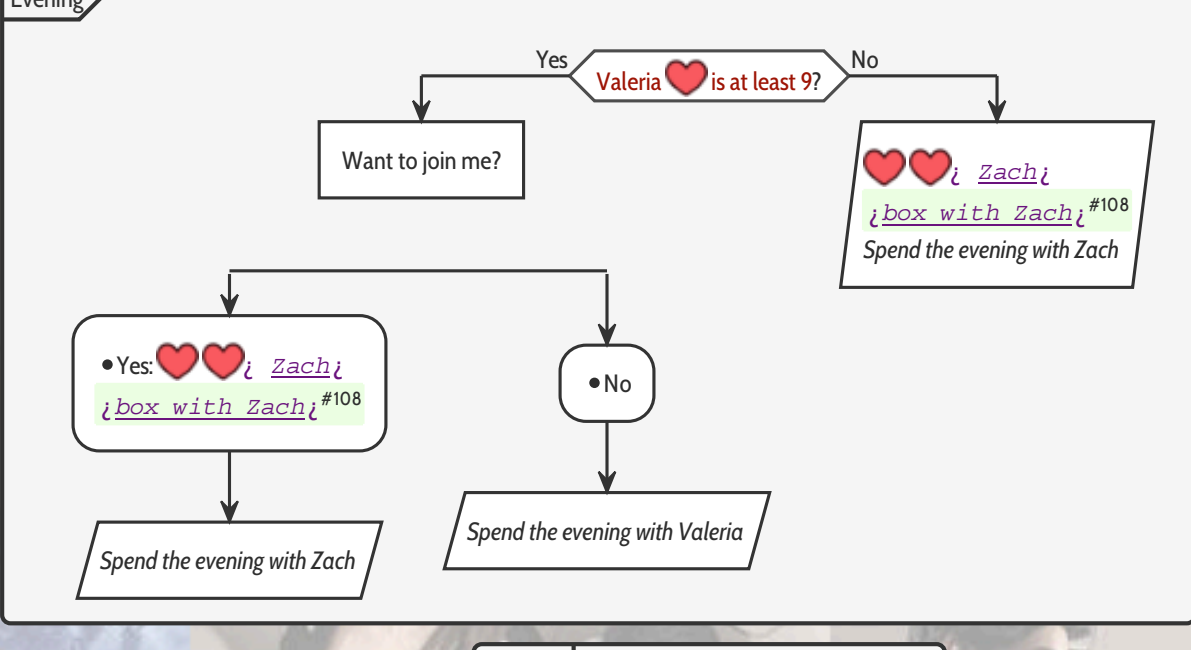 Evening
Valeria is at least 9?
Yes
No
Want to join me?
¿ Zach¿
¿box with Zach¿#108
Spend the evening with Zach
•Yes: ¿ Zach¿
¿box with Zach¿#108
•No
Spend the evening with Zach
Spend the evening with Valeria